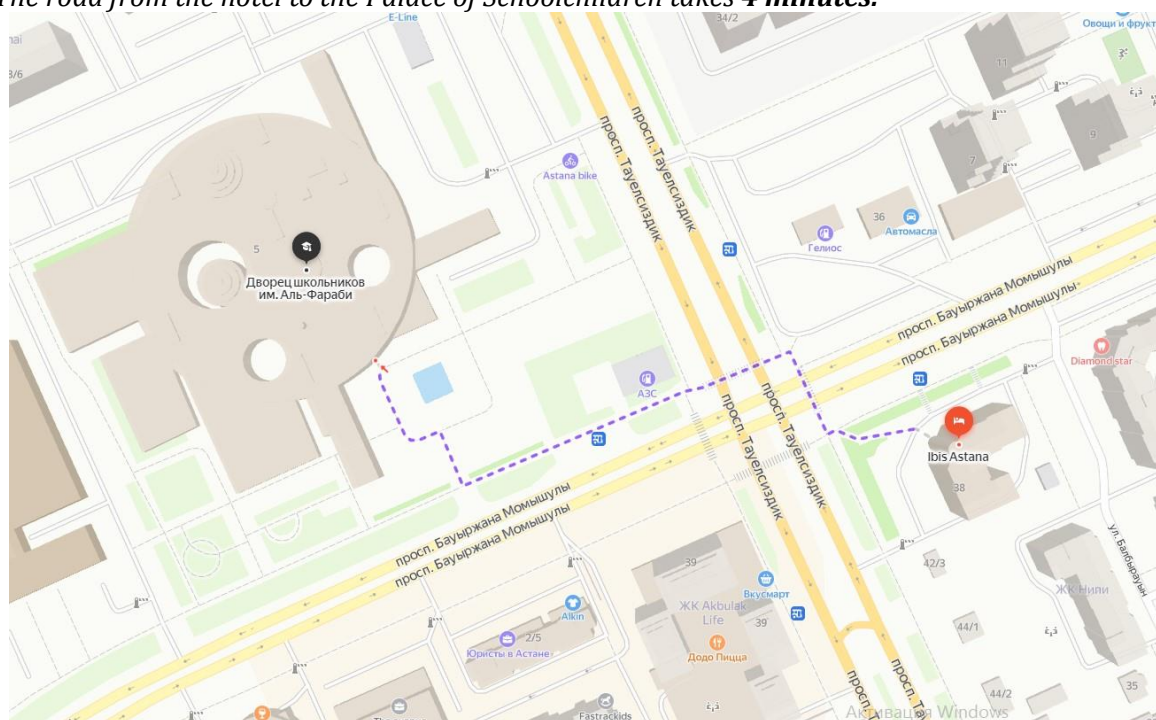 The road from the hotel to the Palace of Schoolchildren takes 4 minutes.
E-Line
34/2
Овощи и фрукт
3/6
11
9
7
просп. Тауелсиздик
просп. Тауелсиздик
Astana bike
36
Автомасла
Гелиос
5
Дворец школьников
им. Аль-Фараби
просп. Бауыржана Момышулы
просп. Бауыржана Момышулы
Diamond star
АЗС
просп. Тауелсиздик
просп. Тауелсиздик
Ibis Astana
38
просп. Бауыржана Момышулы
просп. Бауыржана Момышулы
ул. Балбырауын
39
42/3
Вкусмарт
ЖК Нили
ЖК Akbulak
Life
39
Alkin
2/5
Юристы в Астане
Додо Пицца
44/1
просп.
просп.
44/2
35
Fastrackids
Активация Windows